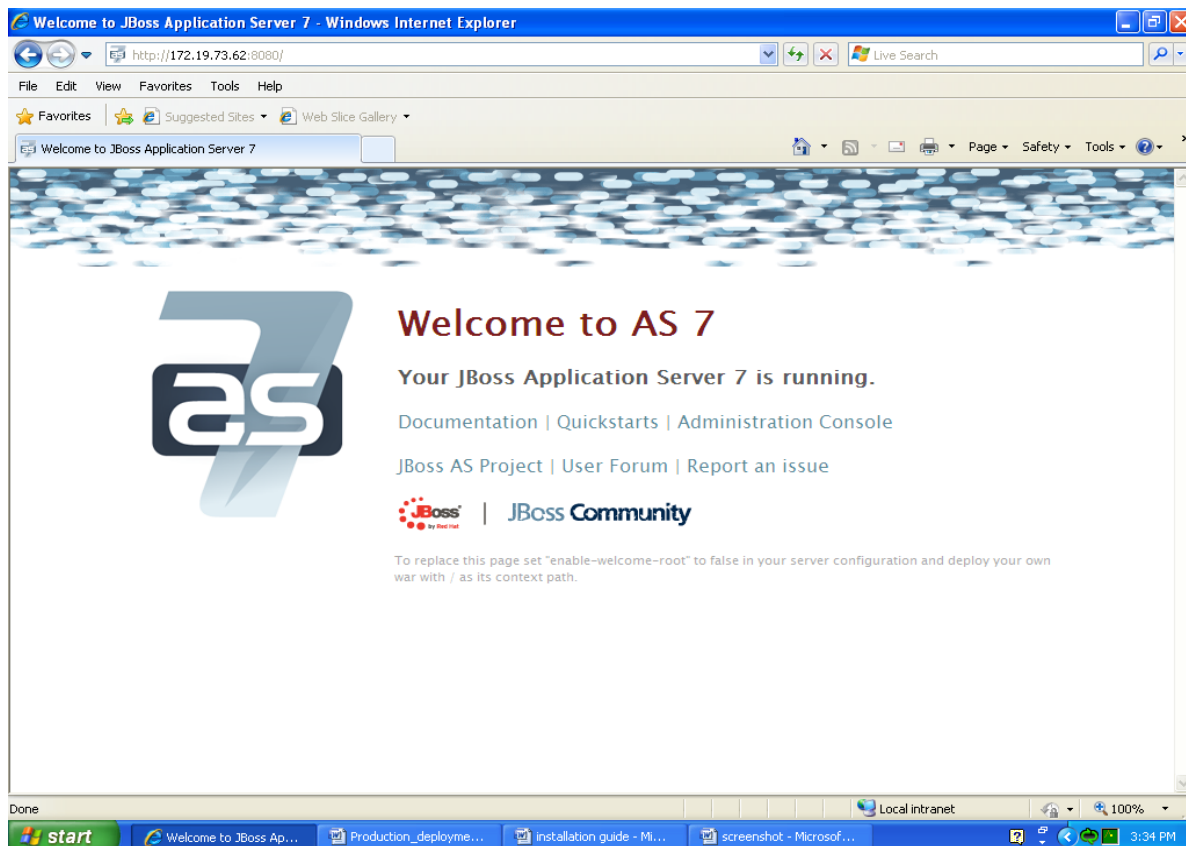 Welcome to JBoss Application Server 7 - Windows Internet Explorer
http://172.19.73.62:8080/
Live Search
File Edit View Favorites Tools Help
Favorites Suggested Sites Web Slice Gallery
Welcome to JBoss Application Server 7
Page Safety Tools
as 7
Welcome to AS 7
Your JBoss Application Server 7 is running.
Documentation | Quickstarts | Administration Console
JBoss AS Project | User Forum | Report an issue
JBoss by Red Hat | JBoss Community
To replace this page set "enable-welcome-root" to false in your server configuration and deploy your own
war with / as its context path.
Done Local intranet 100%
start Welcome to JBoss Ap... Production_deployme... installation guide - Mi... screenshot - Microsof... 3:34 PM